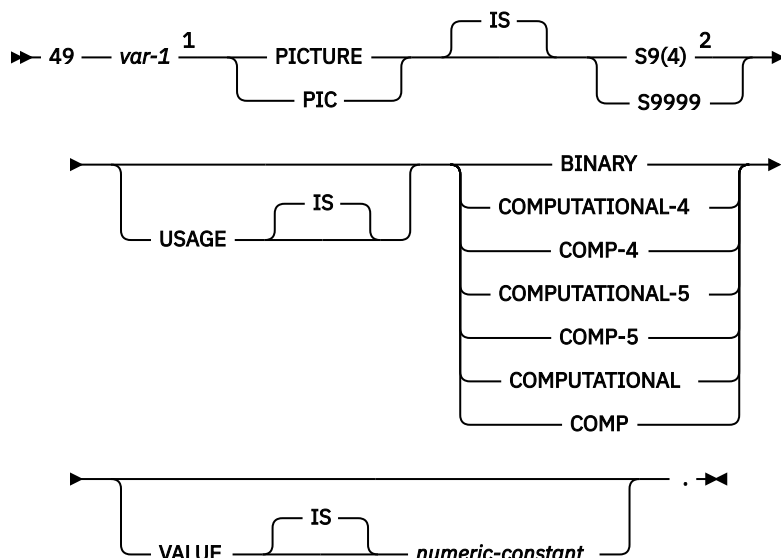 IS
49 var-1 1 PICTURE S9(4) 2
PIC S9999
BINARY
IS COMPUTATIONAL-4
USAGE COMP-4
COMPUTATIONAL-5
COMP-5
COMPUTATIONAL
COMP
.
IS
VALUE numeric-constant